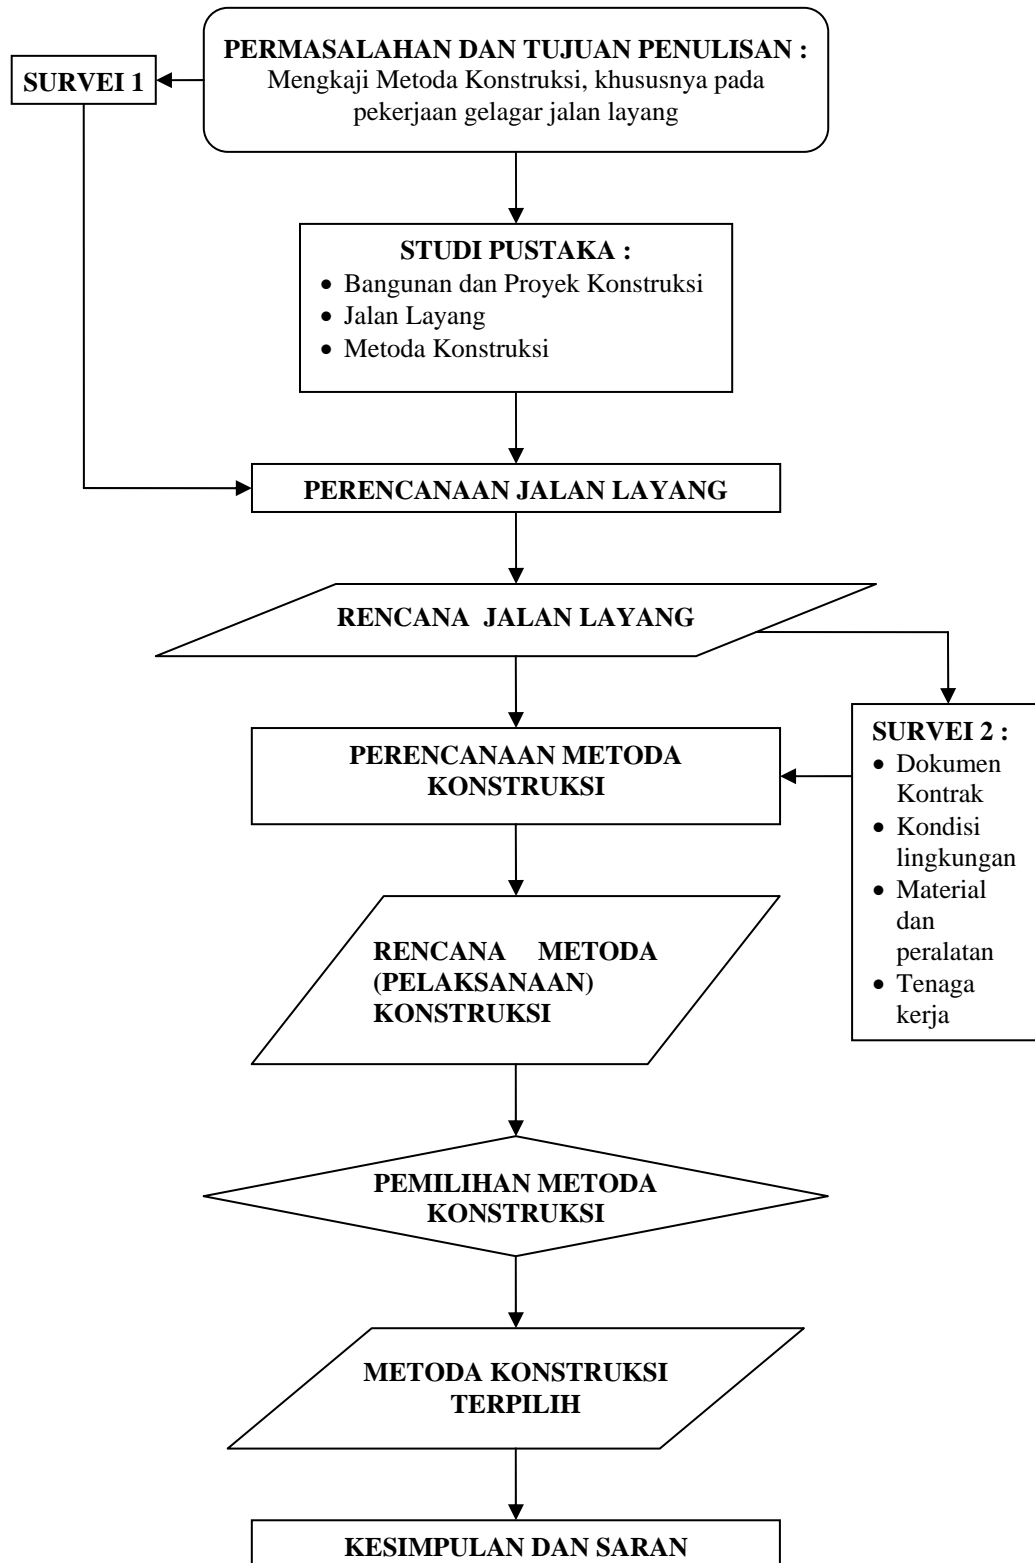 PERMASALAHAN DAN TUJUAN PENULISAN :
Mengkaji Metoda Konstruksi, khususnya pada
pekerjaan gelagar jalan layang
SURVEI 1
STUDI PUSTAKA :
• Bangunan dan Proyek Konstruksi
• Jalan Layang
• Metoda Konstruksi
PERENCANAAN JALAN LAYANG
RENCANA JALAN LAYANG
PERENCANAAN METODA
KONSTRUKSI
SURVEI 2 :
• Dokumen
Kontrak
• Kondisi
lingkungan
• Material
dan
peralatan
• Tenaga
kerja
RENCANA METODA
(PELAKSANAAN)
KONSTRUKSI
PEMILIHAN METODA
KONSTRUKSI
METODA KONSTRUKSI
TERPILIH
KESIMPULAN DAN SARAN